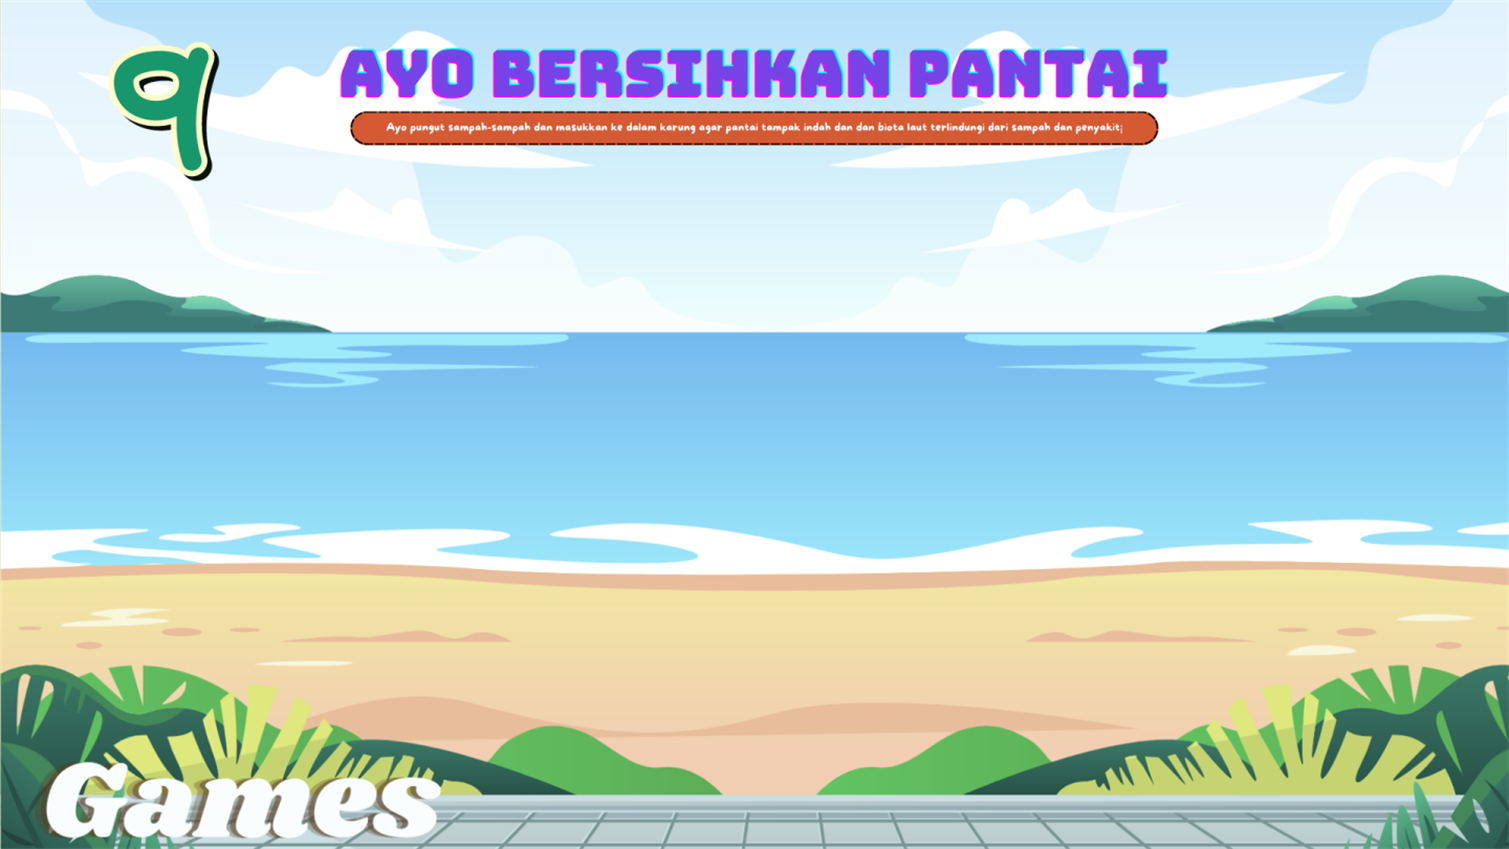 9
AYO BERSIHKAN PANTAI
Ayo pungut sampah-sampah dan masukkan ke dalam karung agar pantai tampak indah dan dan biota laut terlindungi dari sampah dan penyakit;
Games